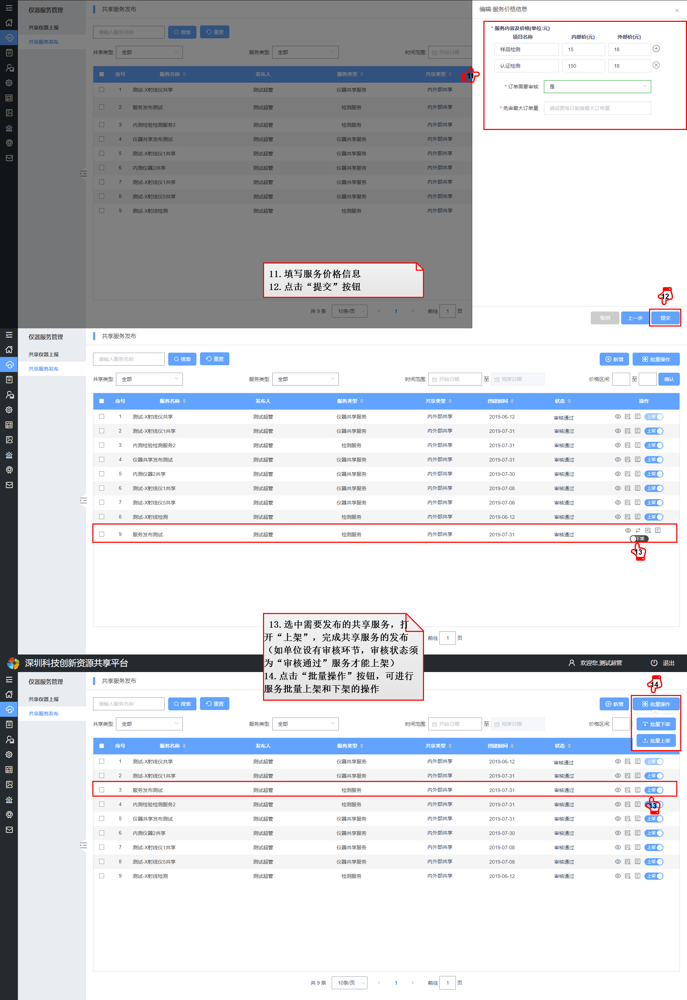 仪器服务管理
共享仪器上报
共享服务发布
共享服务发布
请输入服务名称 搜索 重置
共享类型: 全部 服务类型: 全部 时间范围: 开始日期
序号 服务名称 发布人 服务类型 共享类型
1 测试-X射线仪共享 测试超管 仪器共享服务 内外部共享
2 服务发布测试 测试超管 检测服务 内外部共享
3 内测检验检测服务2 测试超管 检测服务 内外部共享
4 仪器共享发布测试 测试超管 仪器共享服务 内外部共享
5 测试-X射线仪1共享 测试超管 仪器共享服务 内外部共享
6 内测仪器2共享 测试超管 仪器共享服务 内外部共享
7 测试-X射线仪1共享 测试超管 仪器共享服务 内外部共享
8 测试-X射线仪5共享 测试超管 仪器共享服务 内外部共享
9 测试-X射线检测 测试超管 检测服务 内外部共享
共 9 条 10条/页 1 前往 1 页
编辑-服务价格信息
* 服务内容及价格(单位:元)
项目名称 内部价(元) 外部价(元)
样品检测 15 18
认证检测 150 18
* 订单需要审核: 是
* 免审最大订单量: 请设置每日能接最大订单量
11
11.填写服务价格信息
12.点击“提交”按钮
12
取消 上一步 提交
仪器服务管理
共享仪器上报
共享服务发布
共享服务发布
请输入服务名称 搜索 重置 新增 批量操作
共享类型: 全部 服务类型: 全部 时间范围: 开始日期 至 结束日期 价格区间: 至 确认
序号 服务名称 发布人 服务类型 共享类型 创建时间 状态 操作
1 测试-X射线仪共享 测试超管 仪器共享服务 内外部共享 2019-06-12 审核通过 上架
2 测试-X射线仪1共享 测试超管 仪器共享服务 内外部共享 2019-07-31 审核通过 上架
3 内测检验检测服务2 测试超管 检测服务 内外部共享 2019-07-31 审核通过 上架
4 仪器共享发布测试 测试超管 仪器共享服务 内外部共享 2019-07-31 审核通过 上架
5 内测仪器2共享 测试超管 仪器共享服务 内外部共享 2019-07-30 审核通过 上架
6 测试-X射线仪1共享 测试超管 仪器共享服务 内外部共享 2019-07-08 审核通过 上架
7 测试-X射线仪5共享 测试超管 仪器共享服务 内外部共享 2019-07-08 审核通过 上架
8 测试-X射线检测 测试超管 检测服务 内外部共享 2019-06-12 审核通过 上架
9 服务发布测试 测试超管 检测服务 内外部共享 2019-07-31 审核通过 下架
13
前往 1 页
13.选中需要发布的共享服务，打
开“上架”，完成共享服务的发布
（如单位设有审核环节，审核状态须
为“审核通过”服务才能上架）
14.点击“批量操作”按钮，可进行
服务批量上架和下架的操作
深圳科技创新资源共享平台 欢迎您,测试超管 退出
仪器服务管理
共享仪器上报
共享服务发布
共享服务发布
14
请输入服务名称 搜索 重置 新增 批量操作
共享类型: 全部 服务类型: 全部 时间范围: 开始日期 至 结束日期 价格区间:
批量下架
批量上架
序号 服务名称 发布人 服务类型 共享类型 创建时间 状态
1 测试-X射线仪共享 测试超管 仪器共享服务 内外部共享 2019-06-12 审核通过 上架
2 测试-X射线仪1共享 测试超管 仪器共享服务 内外部共享 2019-07-31 审核通过 上架
3 服务发布测试 测试超管 检测服务 内外部共享 2019-07-31 审核通过 上架
4 内测检验检测服务2 测试超管 检测服务 内外部共享 2019-07-31 审核通过
13
5 仪器共享发布测试 测试超管 仪器共享服务 内外部共享 2019-07-31 审核通过 上架
6 内测仪器2共享 测试超管 仪器共享服务 内外部共享 2019-07-30 审核通过 上架
7 测试-X射线仪1共享 测试超管 仪器共享服务 内外部共享 2019-07-08 审核通过 上架
8 测试-X射线仪5共享 测试超管 仪器共享服务 内外部共享 2019-07-08 审核通过 上架
9 测试-X射线检测 测试超管 检测服务 内外部共享 2019-06-12 审核通过 上架
共 9 条 10条/页 1 前往 1 页